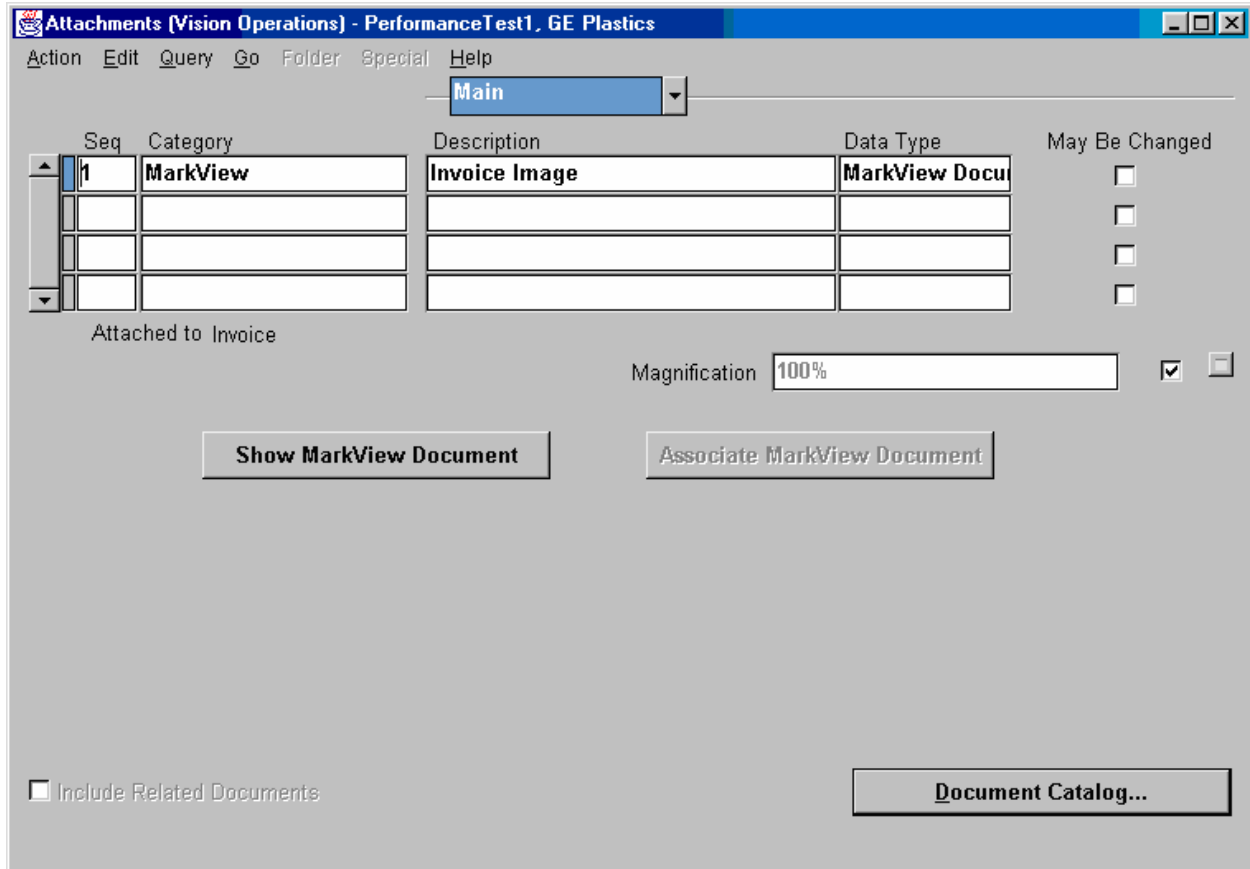 Attachments (Vision Operations) - PerformanceTest1, GE Plastics
Action Edit Query Go Folder Special Help
Main
Seq Category Description Data Type May Be Changed
1 MarkView Invoice Image MarkView Docu
Attached to Invoice
Magnification 100%
Show MarkView Document Associate MarkView Document
Include Related Documents Document Catalog...